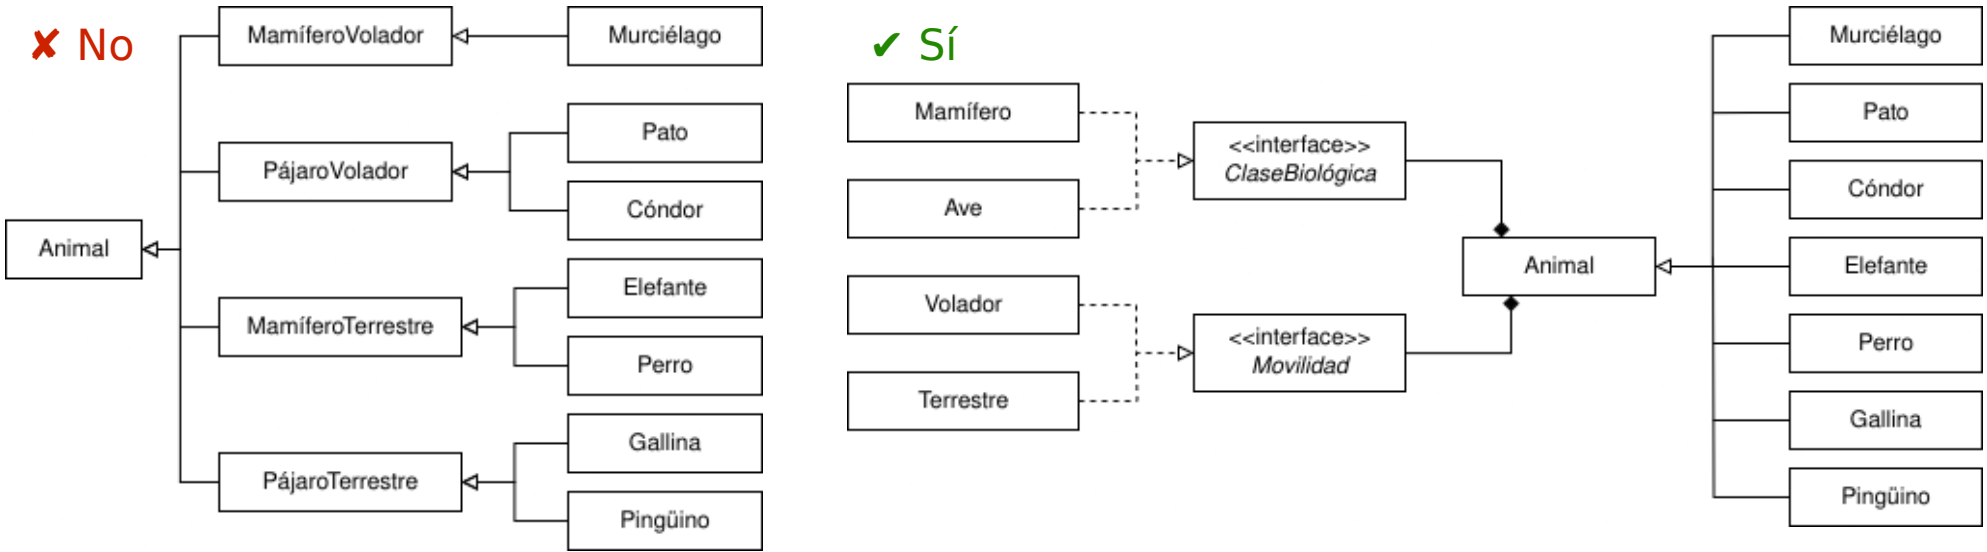 ✘ No
MamíferoVolador
Murciélago
PájaroVolador
Pato
Cóndor
Animal
MamíferoTerrestre
Elefante
Perro
PájaroTerrestre
Gallina
Pingüino
✔ Sí
Mamífero
Ave
<<interface>>
ClaseBiológica
Volador
Terrestre
<<interface>>
Movilidad
Animal
Murciélago
Pato
Cóndor
Elefante
Perro
Gallina
Pingüino